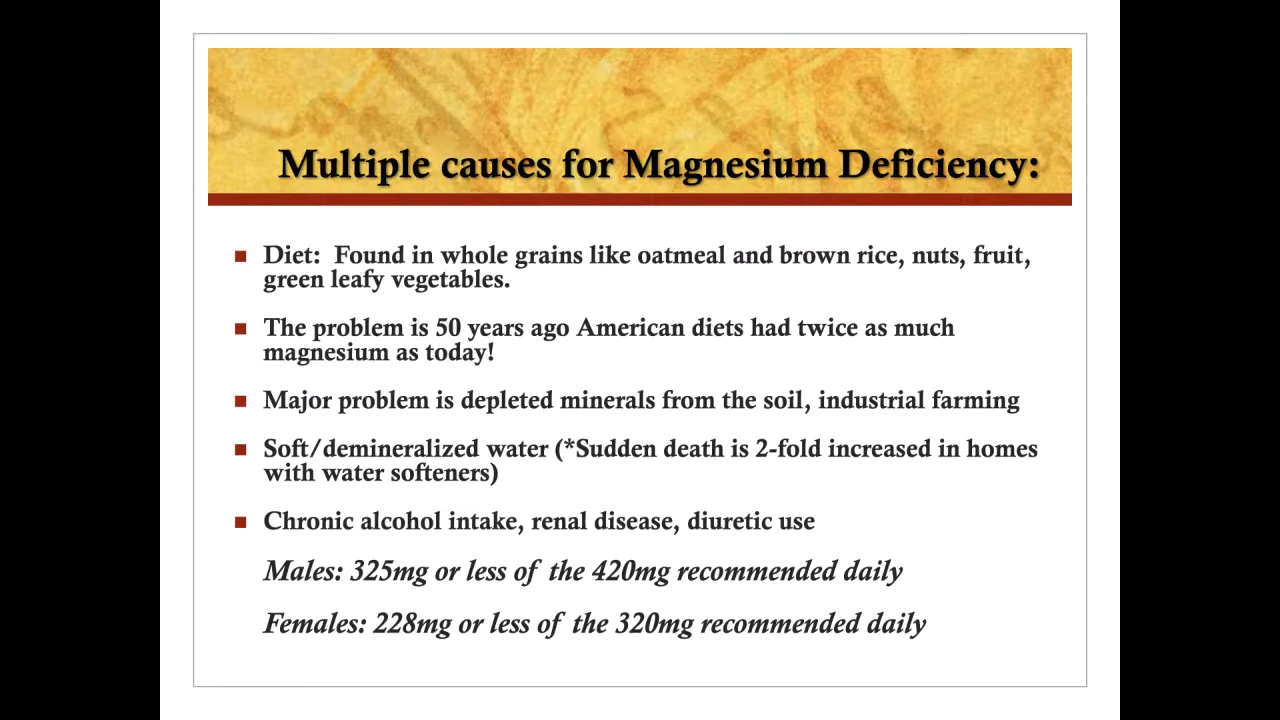 Multiple causes for Magnesium Deficiency:
Diet:  Found in whole grains like oatmeal and brown rice, nuts, fruit,
green leafy vegetables.
The problem is 50 years ago American diets had twice as much
magnesium as today!
Major problem is depleted minerals from the soil, industrial farming
Soft/demineralized water (*Sudden death is 2-fold increased in homes
with water softeners)
Chronic alcohol intake, renal disease, diuretic use
Males: 325mg or less of the 420mg recommended daily
Females: 228mg or less of the 320mg recommended daily